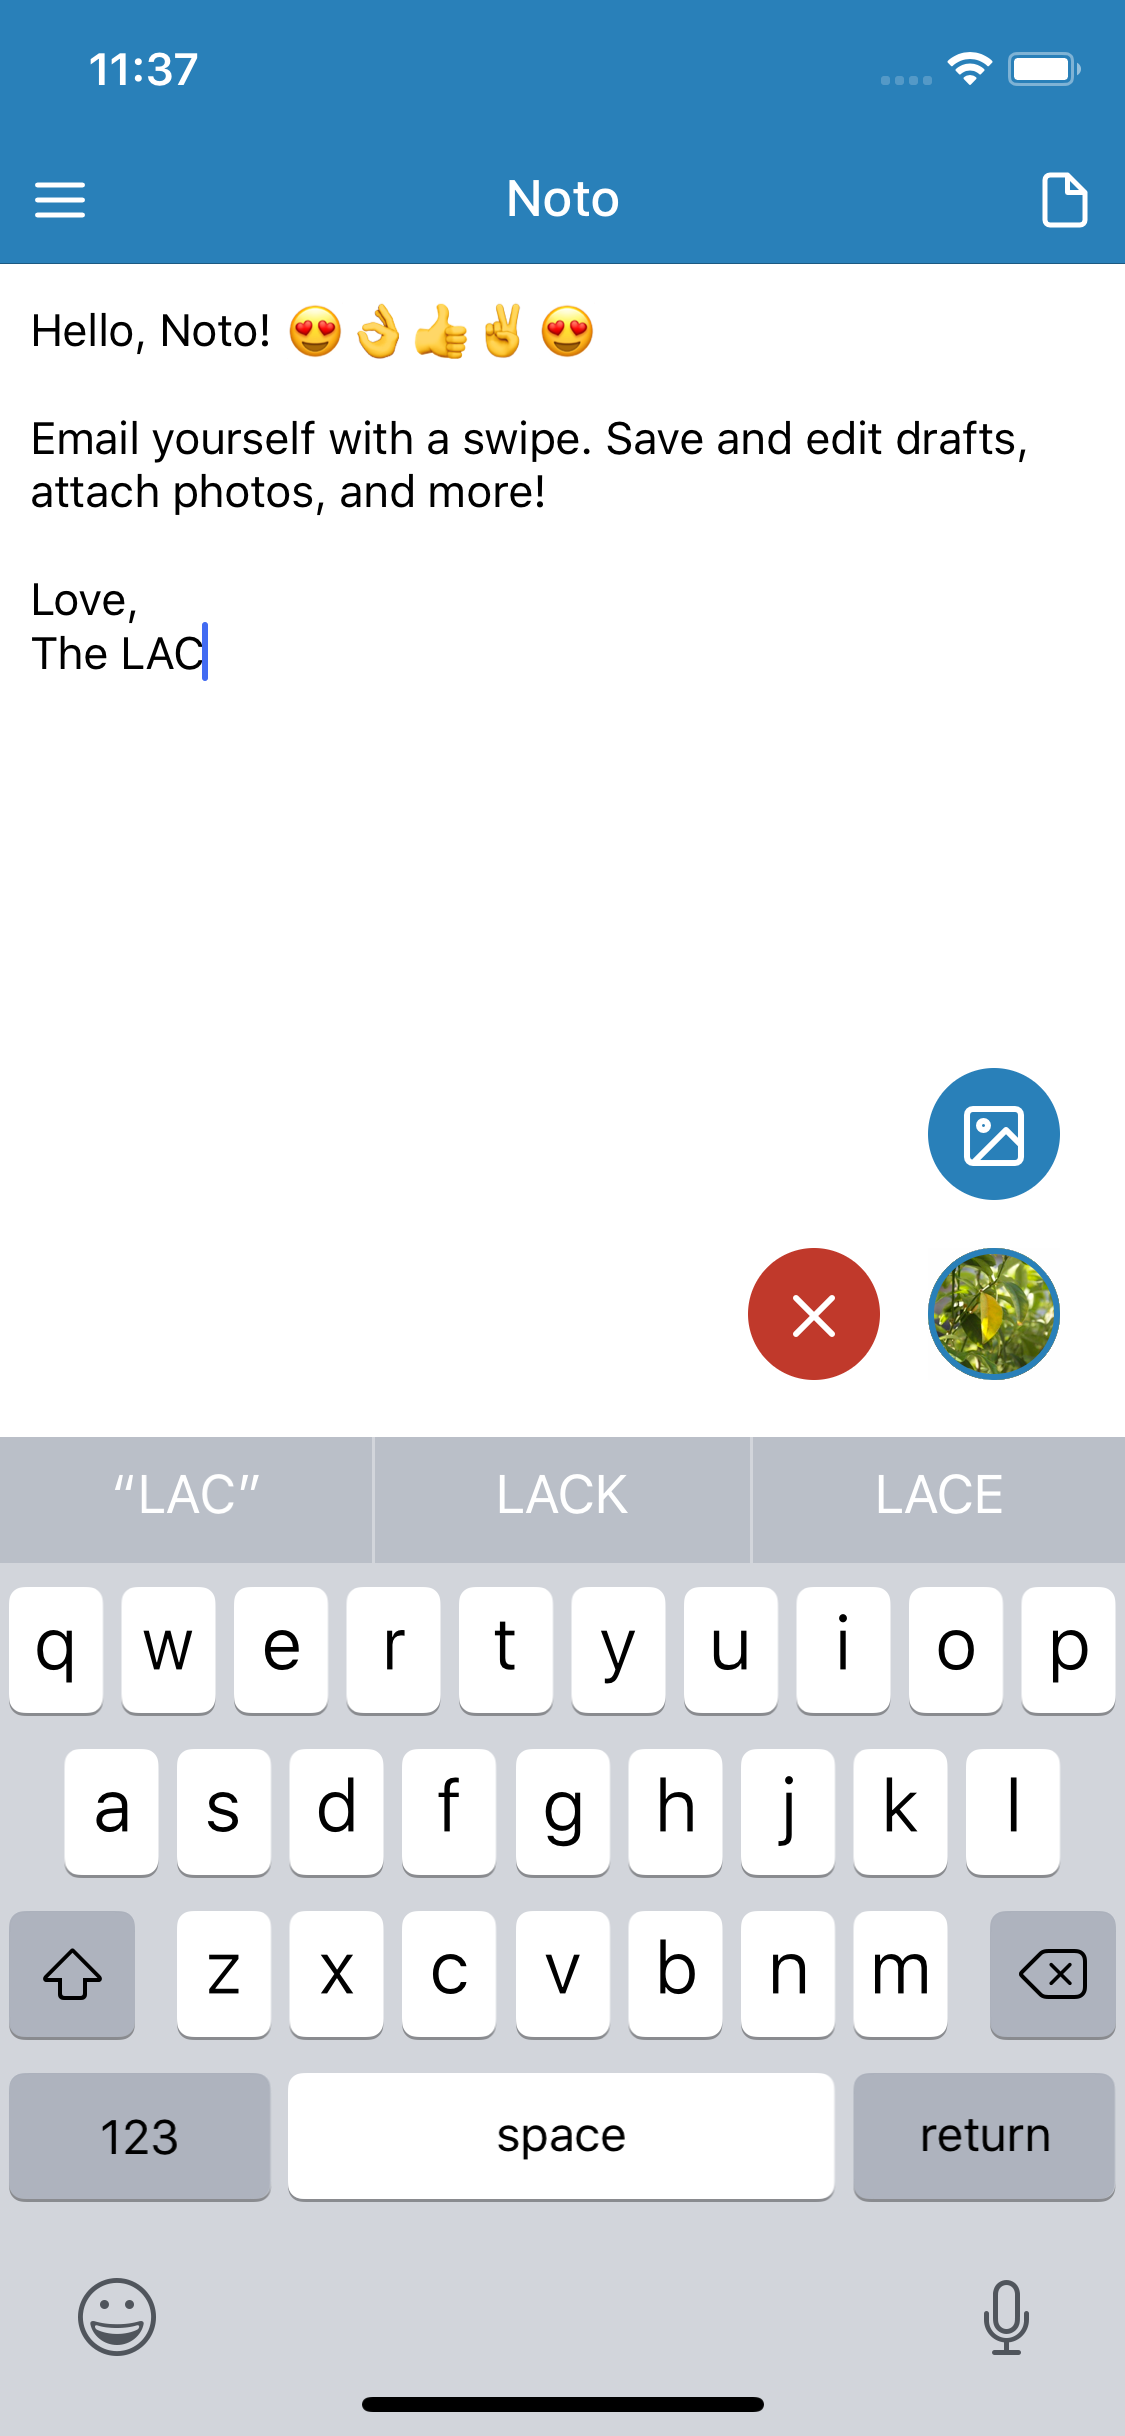 11:37
Noto
Hello, Noto! 😍👌👍✌️😍
Email yourself with a swipe. Save and edit drafts,
attach photos, and more!
Love,
The LAC
“LAC” LACK LACE
q w e r t y u i o p
a s d f g h j k l
z x c v b n m
123 space return